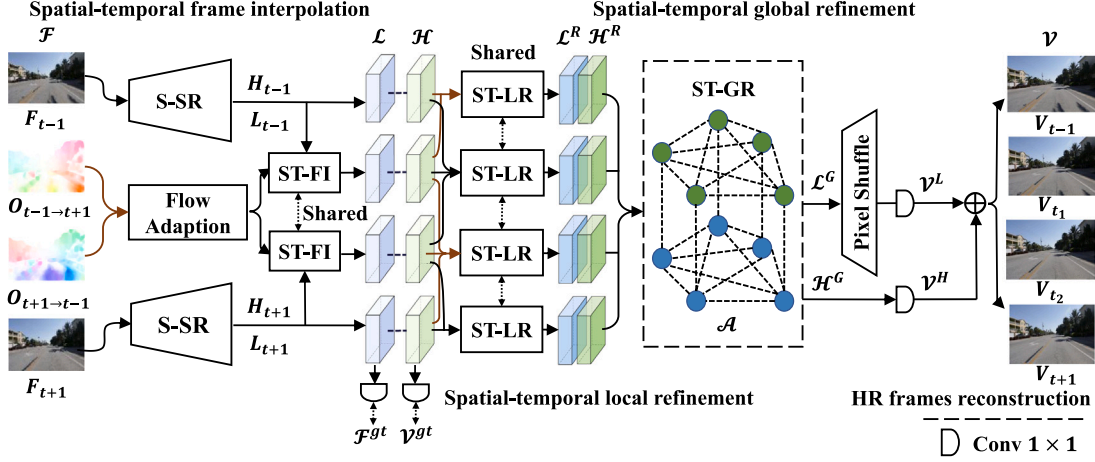 Spatial-temporal frame interpolation
Spatial-temporal global refinement
𝓕
𝓛
𝓗
Shared
𝓛^R
𝓗^R
𝓥
S-SR
H_{t-1}
L_{t-1}
ST-LR
ST-GR
F_{t-1}
V_{t-1}
ST-FI
ST-LR
Flow
Adaption
Shared
O_{t-1→t+1}
𝓛^G
Pixel Shuffle
𝓥^L
V_{t_1}
ST-FI
ST-LR
O_{t+1→t-1}
𝓗^G
𝓥^H
V_{t_2}
S-SR
H_{t+1}
L_{t+1}
ST-LR
𝓐
F_{t+1}
V_{t+1}
Spatial-temporal local refinement
HR frames reconstruction
𝓕^{gt}
𝓥^{gt}
Conv 1 × 1